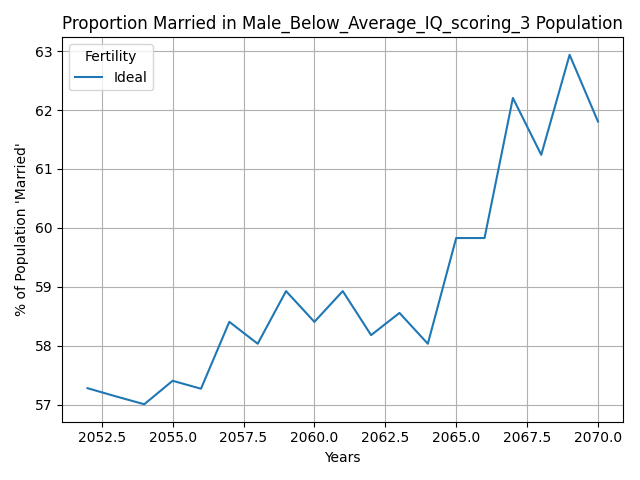 Proportion Married in Male_Below_Average_IQ_scoring_3 Population
Fertility
Ideal
% of Population 'Married'
63
62
61
60
59
58
57
2052.5 2055.0 2057.5 2060.0 2062.5 2065.0 2067.5 2070.0
Years